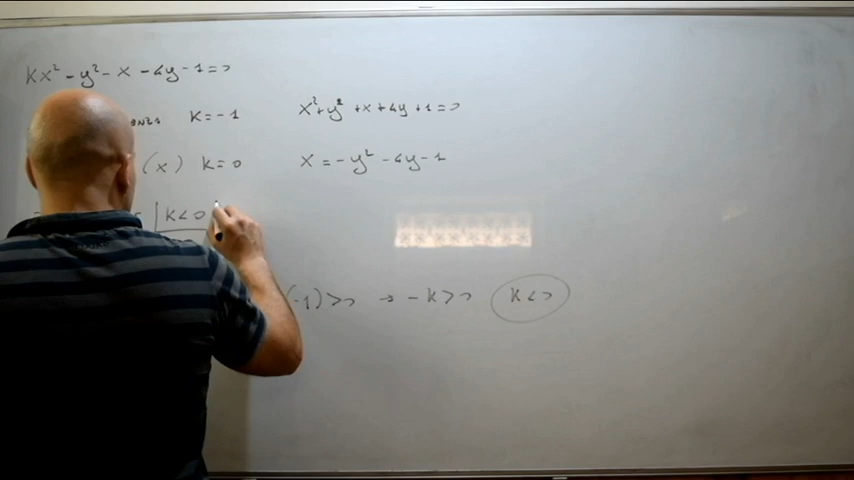 Kx² - y² - x - 4y - 1 = 0
K = -1 x² + y² + x + 4y + 1 = 0
(x) K = 0 x = -y² - 4y - 1
K < 0
(-1) > 0 → -K > 0 K < 0